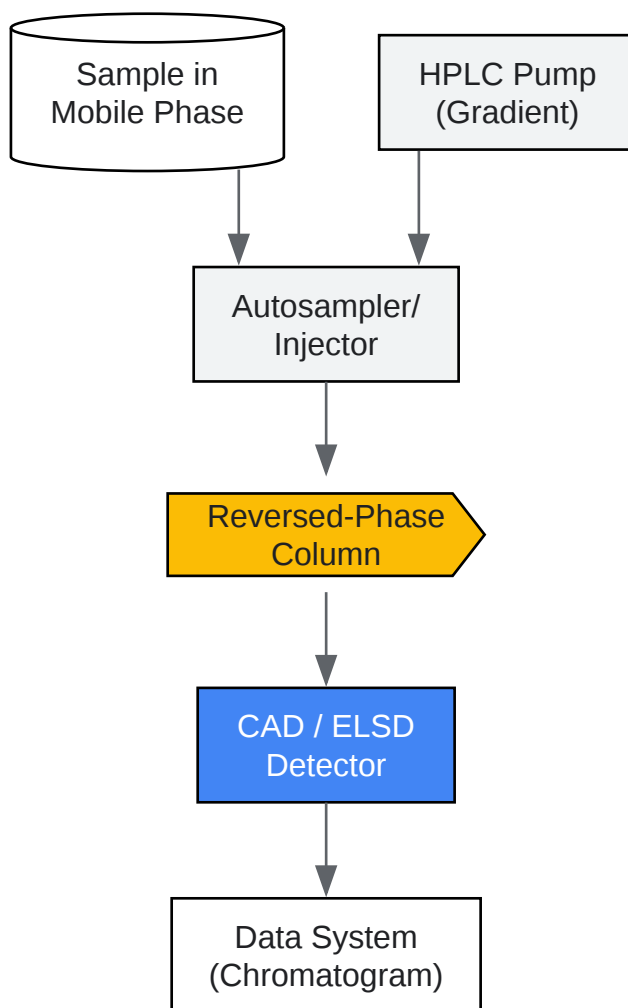 Sample in
Mobile Phase
HPLC Pump
(Gradient)
Autosampler/
Injector
Reversed-Phase
Column
CAD / ELSD
Detector
Data System
(Chromatogram)